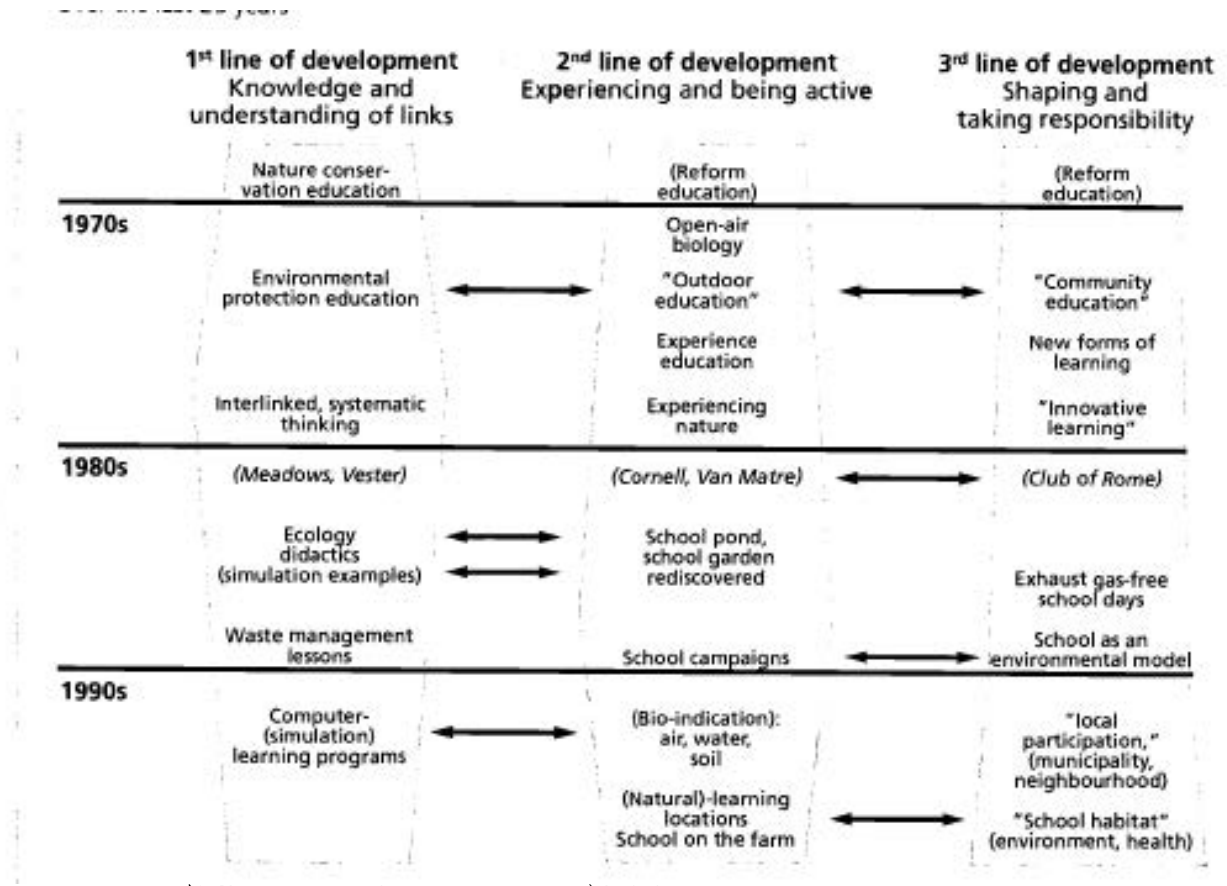 1st line of development
Knowledge and
understanding of links
2nd line of development
Experiencing and being active
3rd line of development
Shaping and
taking responsibility
Nature conser-
vation education
(Reform
education)
(Reform
education)
1970s
Open-air
biology
Environmental
protection education
"Outdoor
education"
"Community
education"
Experience
education
New forms of
learning
Interlinked, systematic
thinking
Experiencing
nature
"Innovative
learning"
1980s
(Meadows, Vester)
(Cornell, Van Matre)
(Club of Rome)
Ecology
didactics
(simulation examples)
School pond,
school garden
rediscovered
Exhaust gas-free
school days
Waste management
lessons
School campaigns
School as an
environmental model
1990s
Computer-
(simulation)
learning programs
(Bio-indication):
air, water,
soil
"local
participation,"
(municipality,
neighbourhood)
(Natural)-learning
locations
School on the farm
"School habitat"
(environment, health)